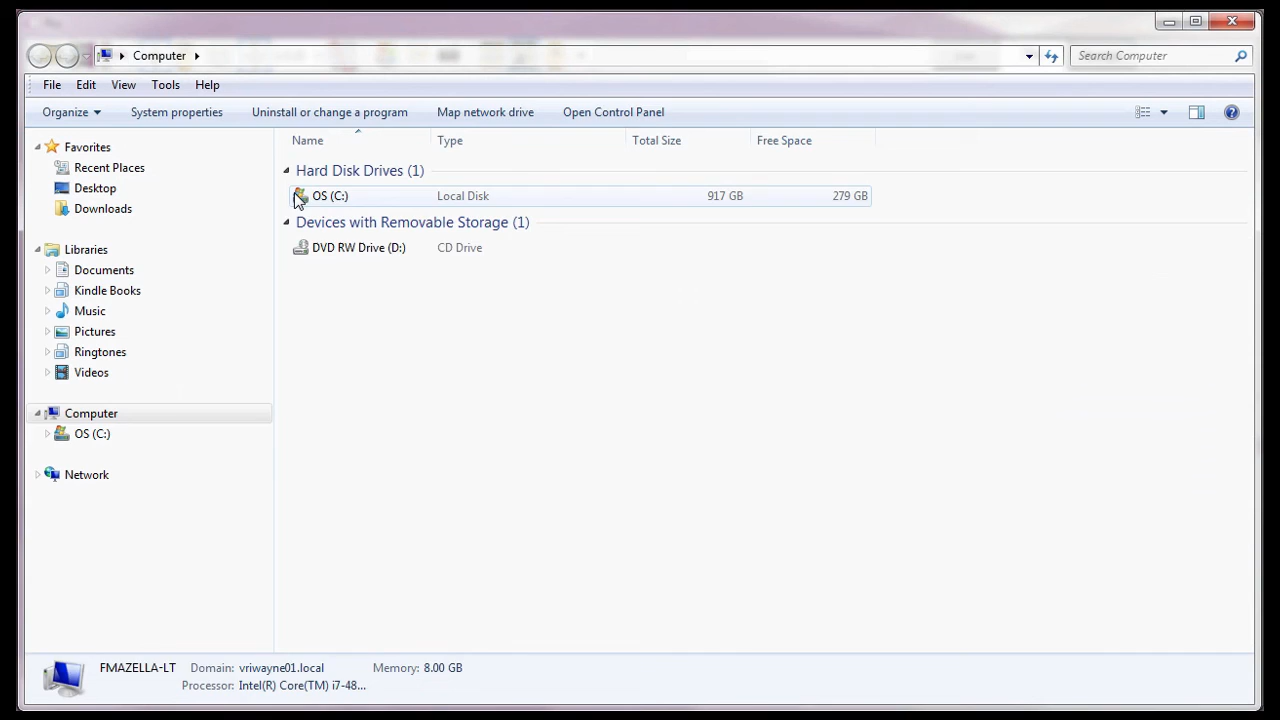 Computer
Search Computer
File Edit View Tools Help
Organize System properties Uninstall or change a program Map network drive Open Control Panel
Name Type Total Size Free Space
Favorites
Recent Places
Desktop
Downloads
Libraries
Documents
Kindle Books
Music
Pictures
Ringtones
Videos
Computer
OS (C:)
Network
Hard Disk Drives (1)
OS (C:) Local Disk 917 GB 279 GB
Devices with Removable Storage (1)
DVD RW Drive (D:) CD Drive
FMAZELLA-LT Domain: vriwayne01.local Memory: 8.00 GB
Processor: Intel(R) Core(TM) i7-48...